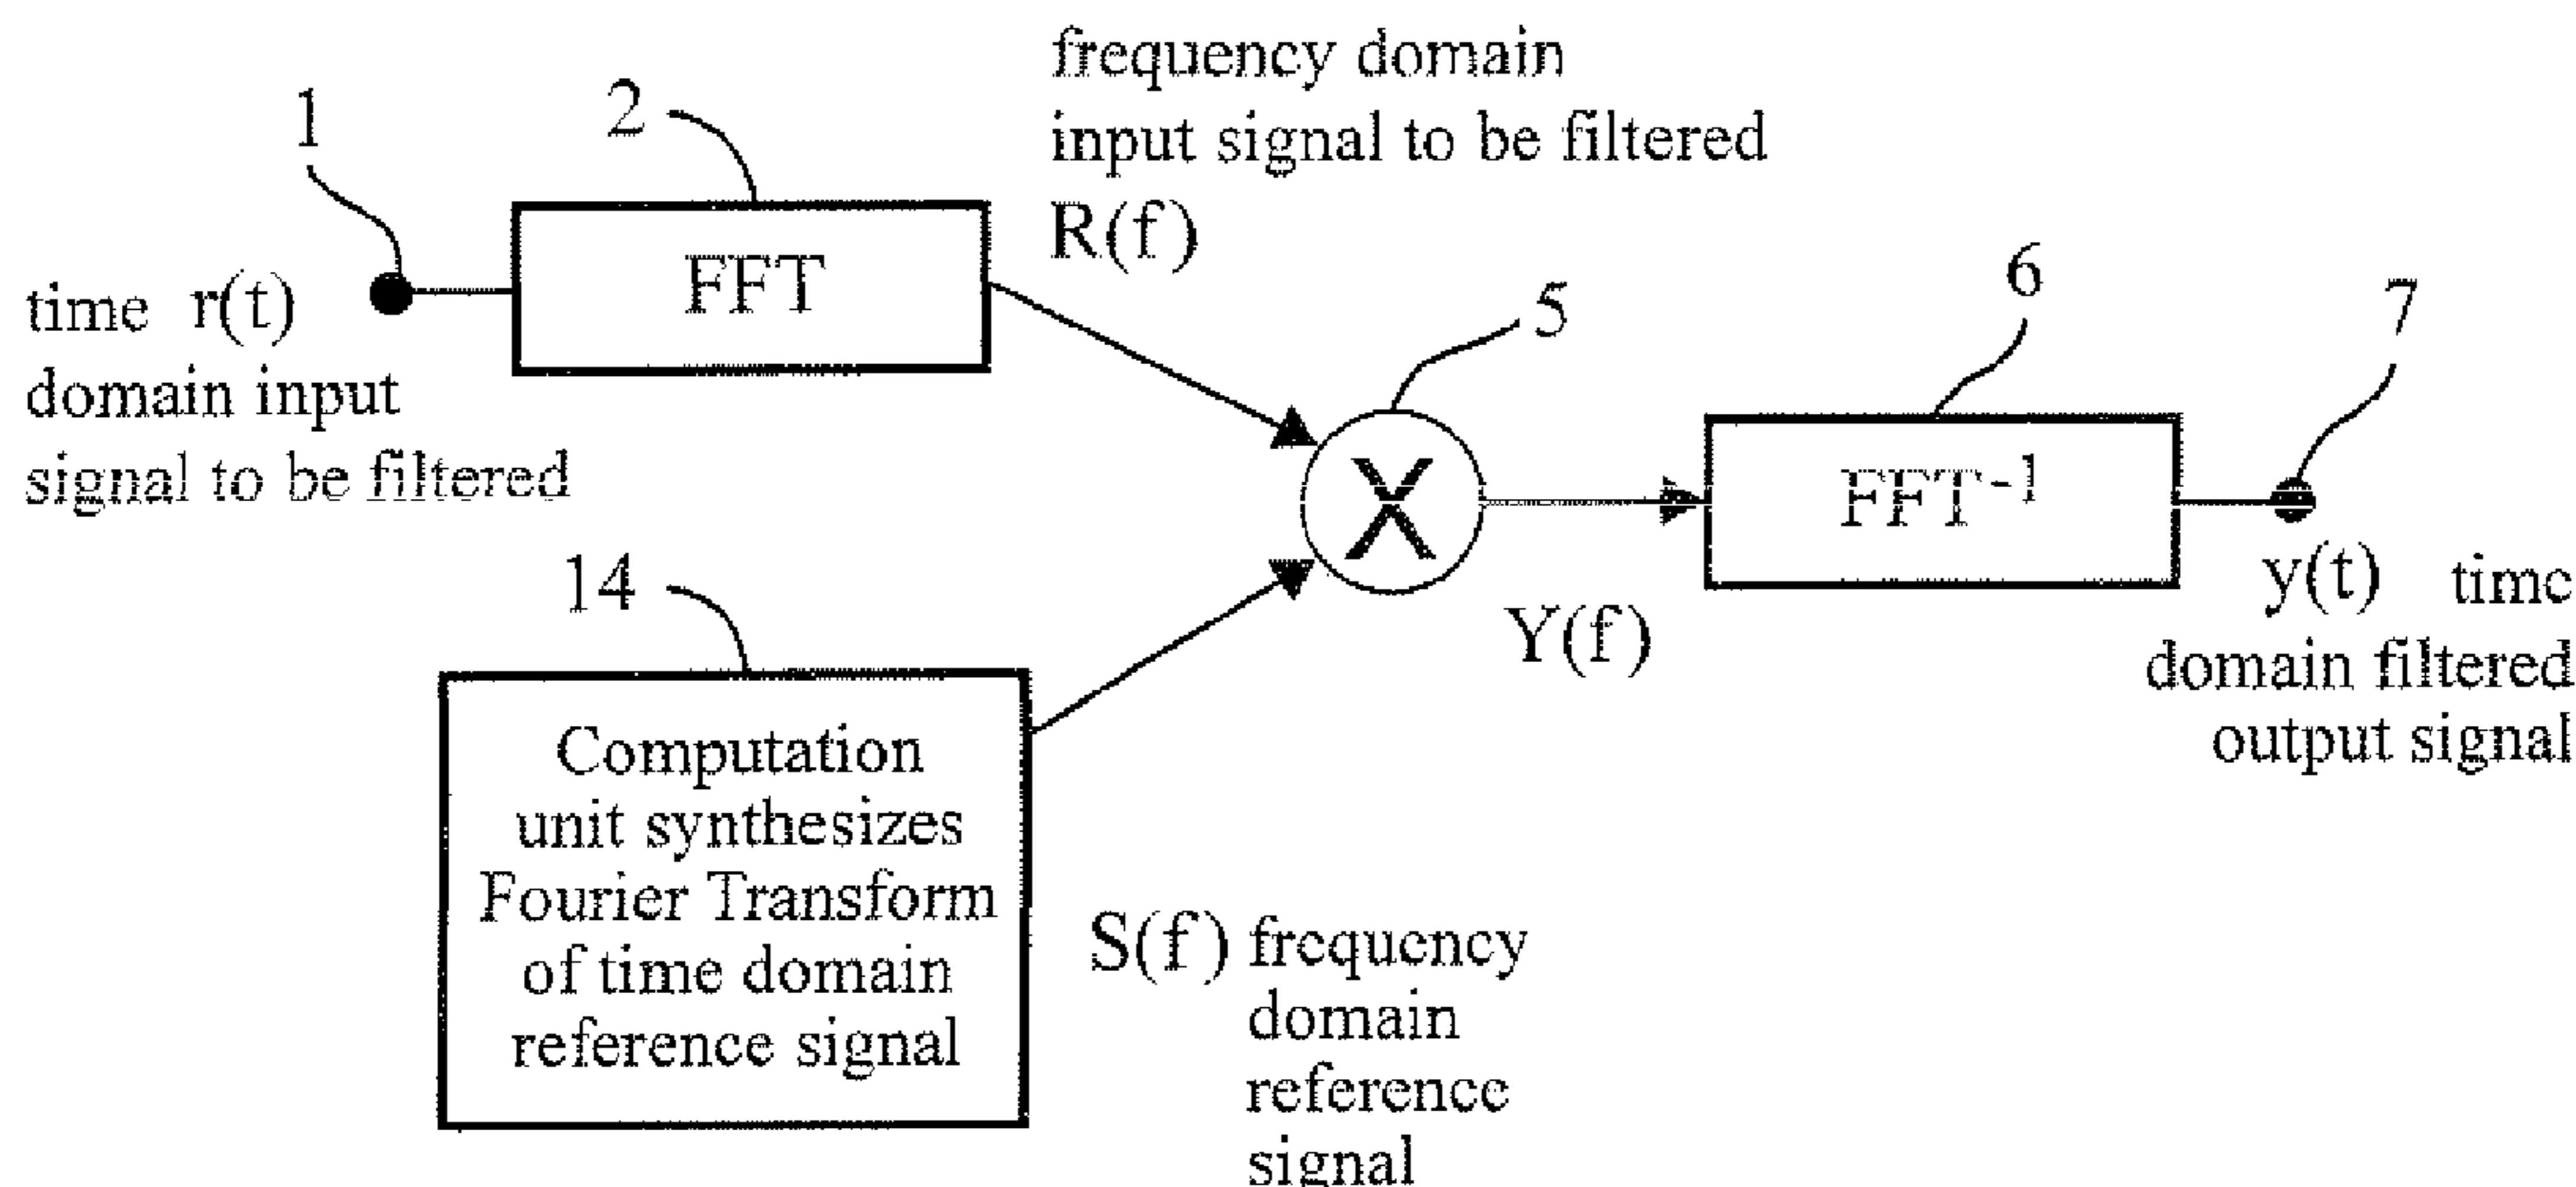 1
2
frequency domain
input signal to be filtered
R(f)
FFT
time r(t)
domain input
signal to be filtered
5
6
7
X
FFT⁻¹
Y(f)
y(t) time
domain filtered
output signal
14
Computation
unit synthesizes
Fourier Transform
of time domain
reference signal
S(f) frequency
domain
reference
signal